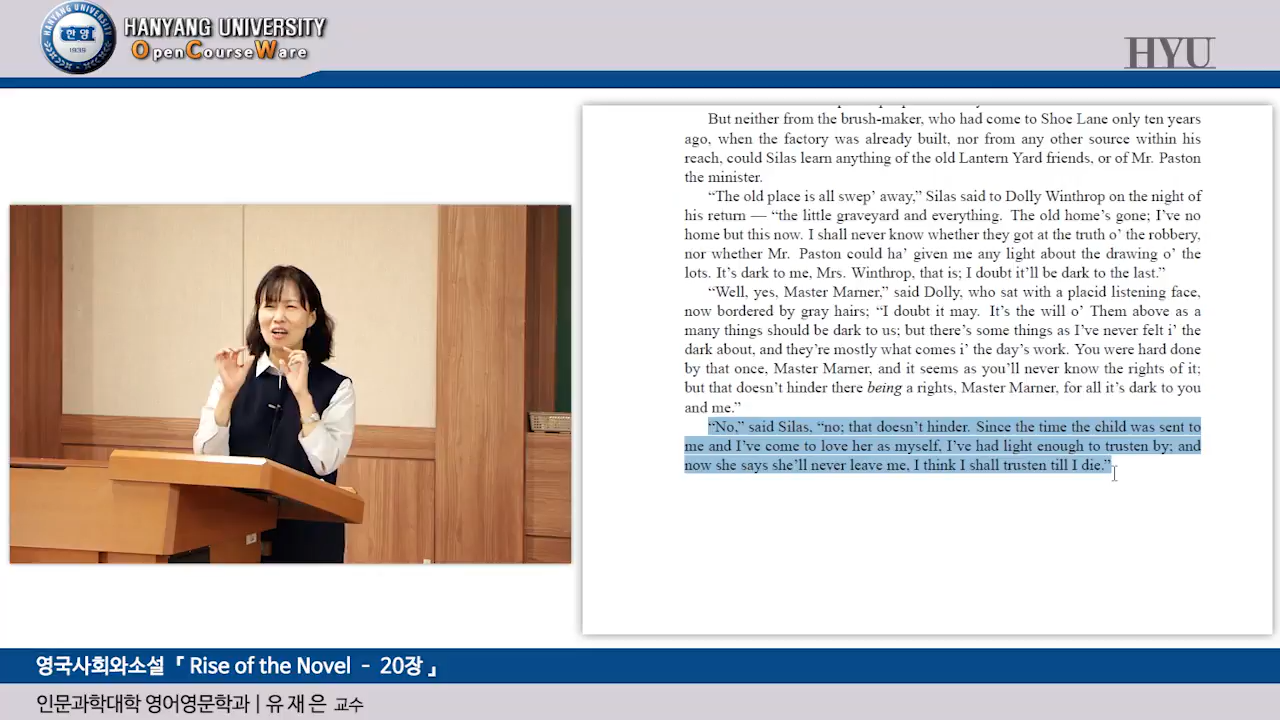 HANYANG UNIVERSITY
OpenCourseWare
HANYANG UNIVERSITY
한양
1939
HYU
But neither from the brush-maker, who had come to Shoe Lane only ten years
ago, when the factory was already built, nor from any other source within his
reach, could Silas learn anything of the old Lantern Yard friends, or of Mr. Paston
the minister.
“The old place is all swep’ away,” Silas said to Dolly Winthrop on the night of
his return — “the little graveyard and everything. The old home’s gone; I’ve no
home but this now. I shall never know whether they got at the truth o’ the robbery,
nor whether Mr. Paston could ha’ given me any light about the drawing o’ the
lots. It’s dark to me, Mrs. Winthrop, that is; I doubt it’ll be dark to the last.”
“Well, yes, Master Marner,” said Dolly, who sat with a placid listening face,
now bordered by gray hairs; “I doubt it may. It’s the will o’ Them above as a
many things should be dark to us; but there’s some things as I’ve never felt i’ the
dark about, and they’re mostly what comes i’ the day’s work. You were hard done
by that once, Master Marner, and it seems as you’ll never know the rights of it;
but that doesn’t hinder there being a rights, Master Marner, for all it’s dark to you
and me.”
“No,” said Silas, “no; that doesn’t hinder. Since the time the child was sent to
me and I’ve come to love her as myself, I’ve had light enough to trusten by; and
now she says she’ll never leave me, I think I shall trusten till I die.”
영국사회와소설 「 Rise of the Novel - 20장 」
인문과학대학 영어영문학과 | 유 재 은 교수